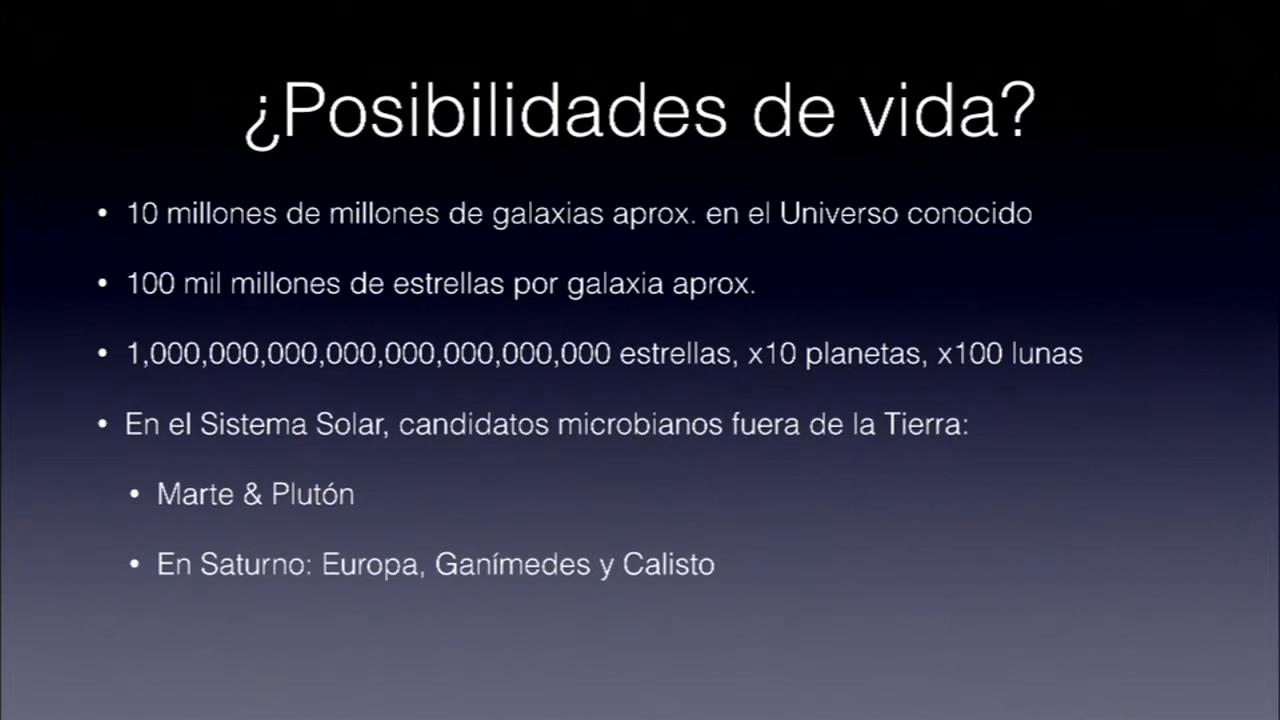 ¿Posibilidades de vida?
• 10 millones de millones de galaxias aprox. en el Universo conocido
• 100 mil millones de estrellas por galaxia aprox.
• 1,000,000,000,000,000,000,000,000 estrellas, x10 planetas, x100 lunas
• En el Sistema Solar, candidatos microbianos fuera de la Tierra:
• Marte & Plutón
• En Saturno: Europa, Ganímedes y Calisto